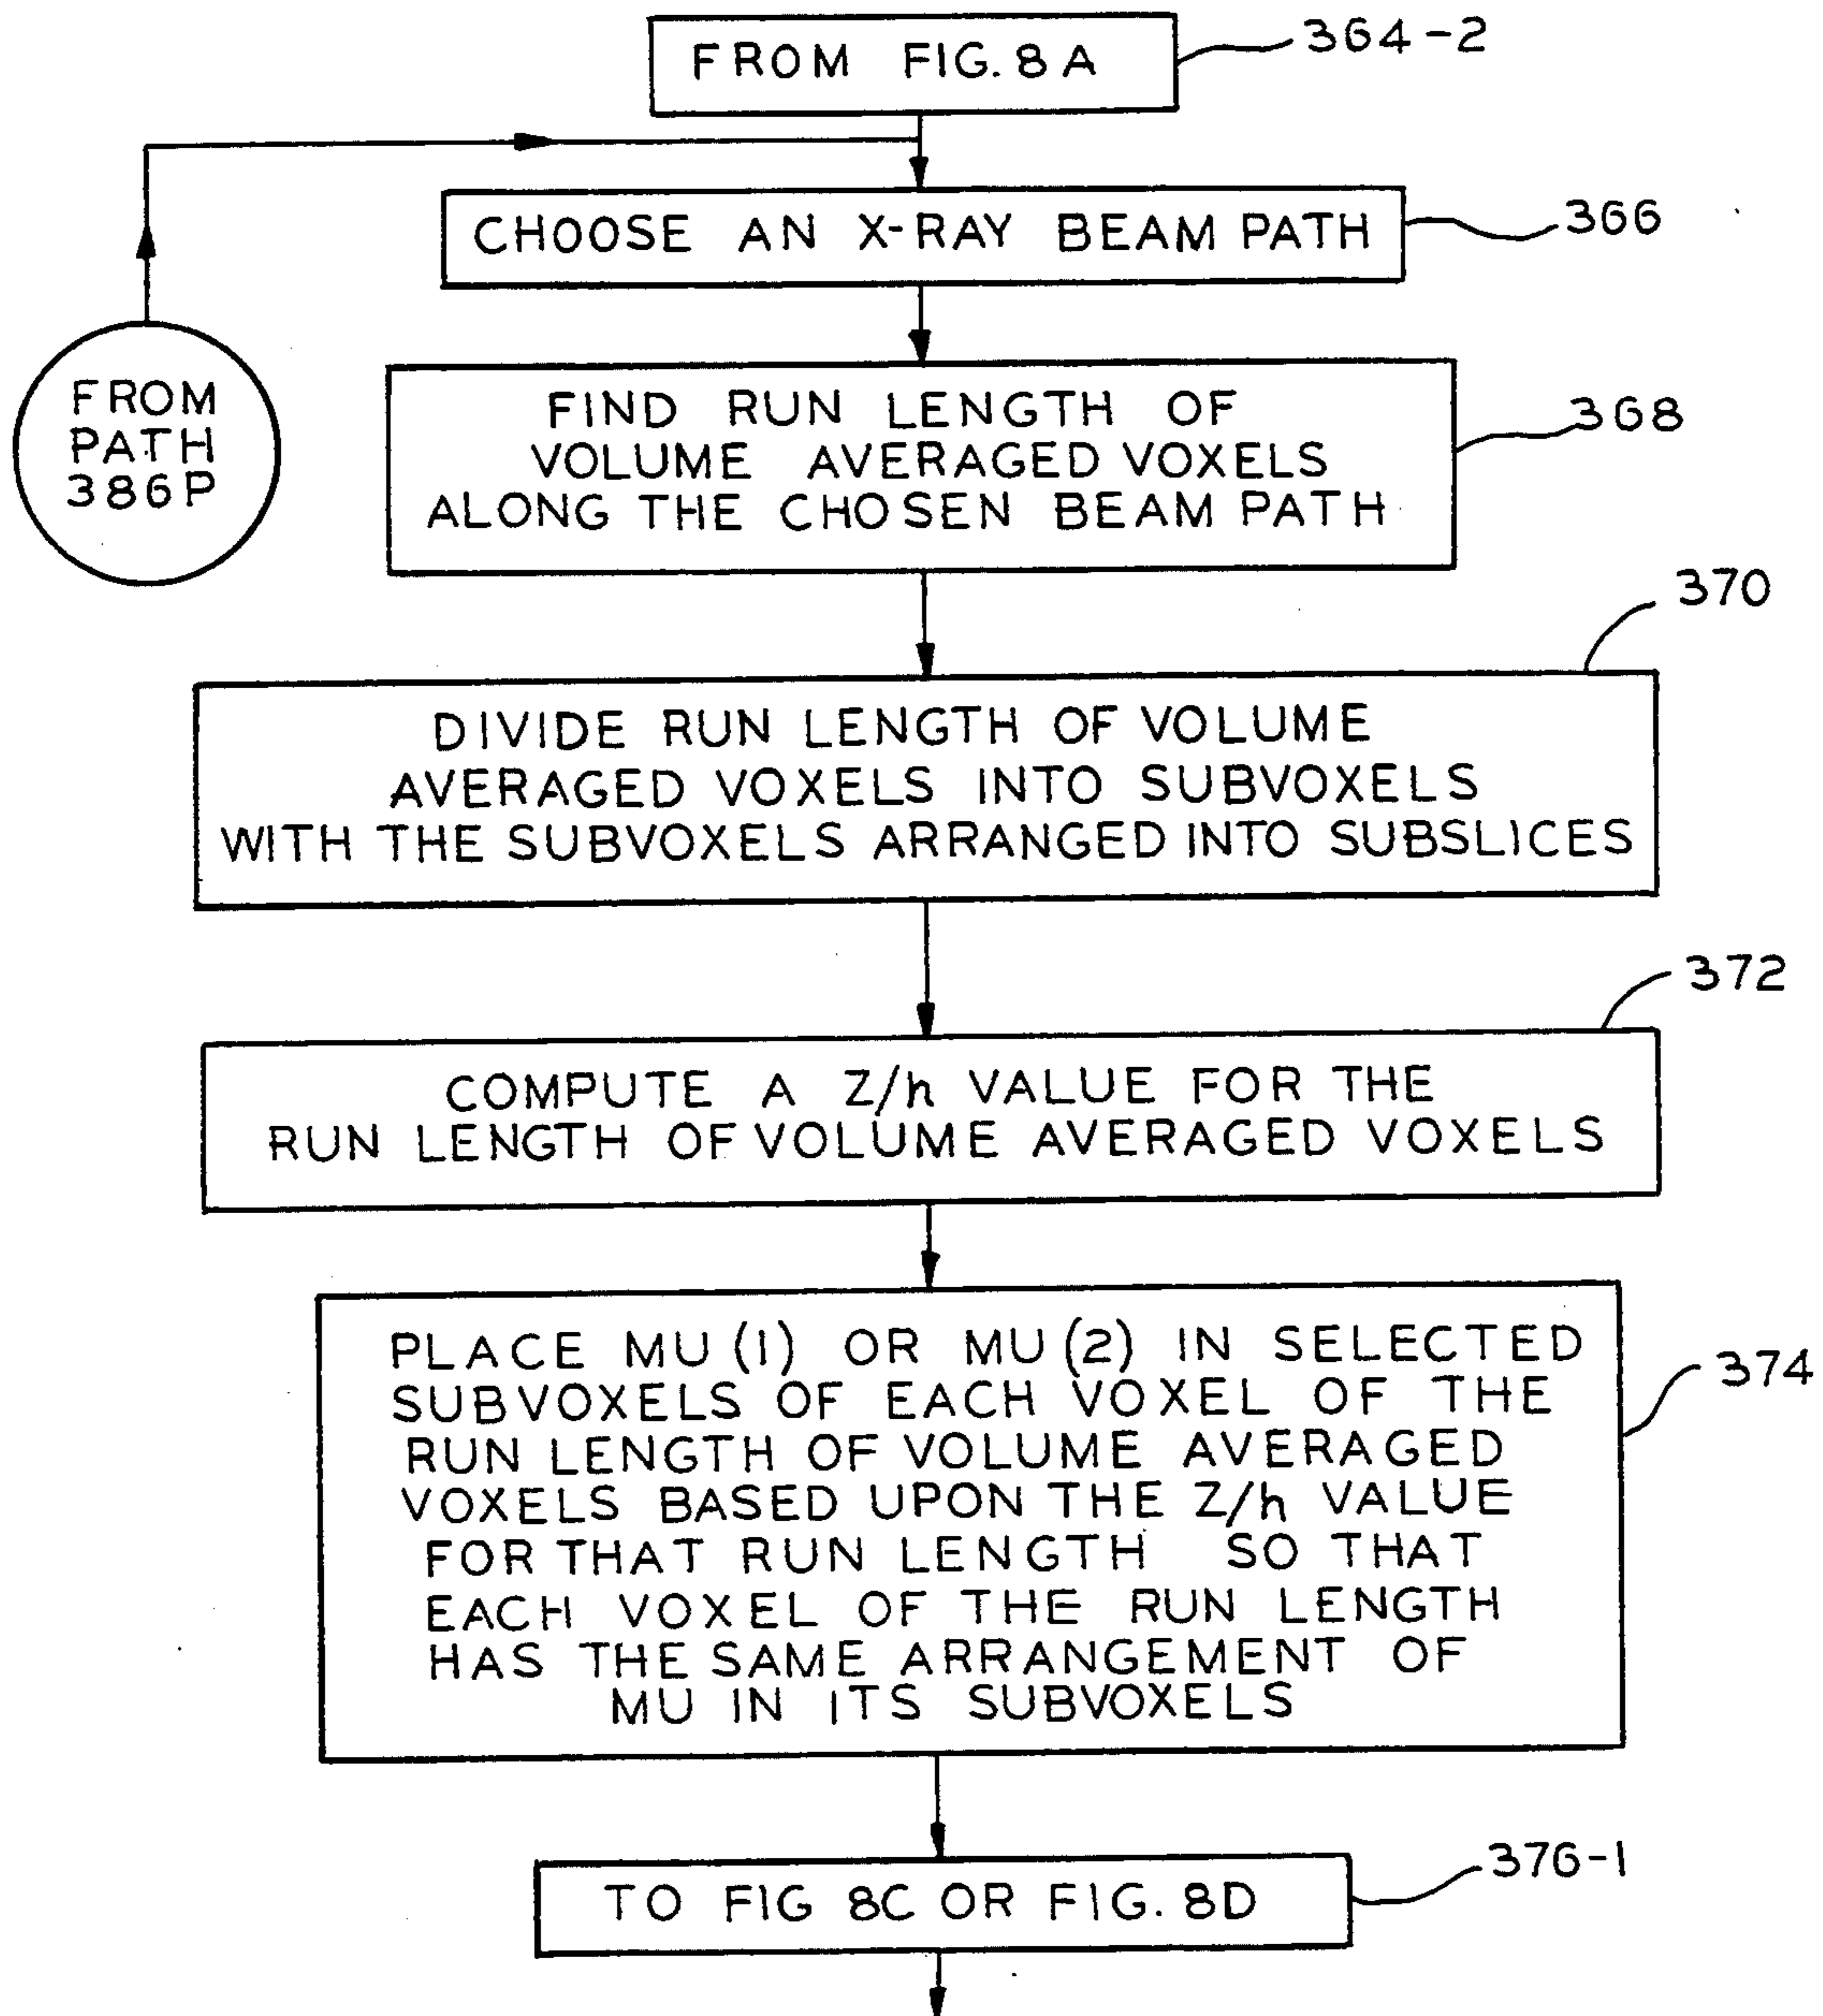 FROM FIG. 8A
364-2
CHOOSE AN X-RAY BEAM PATH
366
FROM
PATH
386P
FIND RUN LENGTH OF
VOLUME AVERAGED VOXELS
ALONG THE CHOSEN BEAM PATH
368
370
DIVIDE RUN LENGTH OF VOLUME
AVERAGED VOXELS INTO SUBVOXELS
WITH THE SUBVOXELS ARRANGED INTO SUBSLICES
372
COMPUTE A Z/h VALUE FOR THE
RUN LENGTH OF VOLUME AVERAGED VOXELS
PLACE MU (1) OR MU (2) IN SELECTED
SUBVOXELS OF EACH VOXEL OF THE
RUN LENGTH OF VOLUME AVERAGED
VOXELS BASED UPON THE Z/h VALUE
FOR THAT RUN LENGTH SO THAT
EACH VOXEL OF THE RUN LENGTH
HAS THE SAME ARRANGEMENT OF
MU IN ITS SUBVOXELS
374
TO FIG 8C OR FIG. 8D
376-1